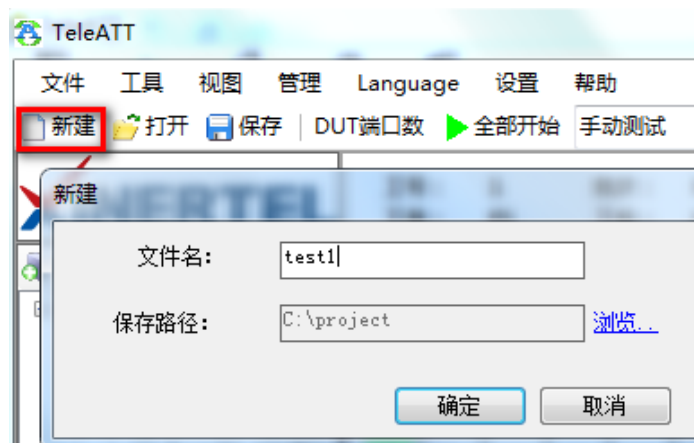 TeleATT
文件 工具 视图 管理 Language 设置 帮助
新建 打开 保存 DUT端口数 全部开始 手动测试
新建
文件名：
test1
保存路径：
C:\project
浏览..
确定 取消